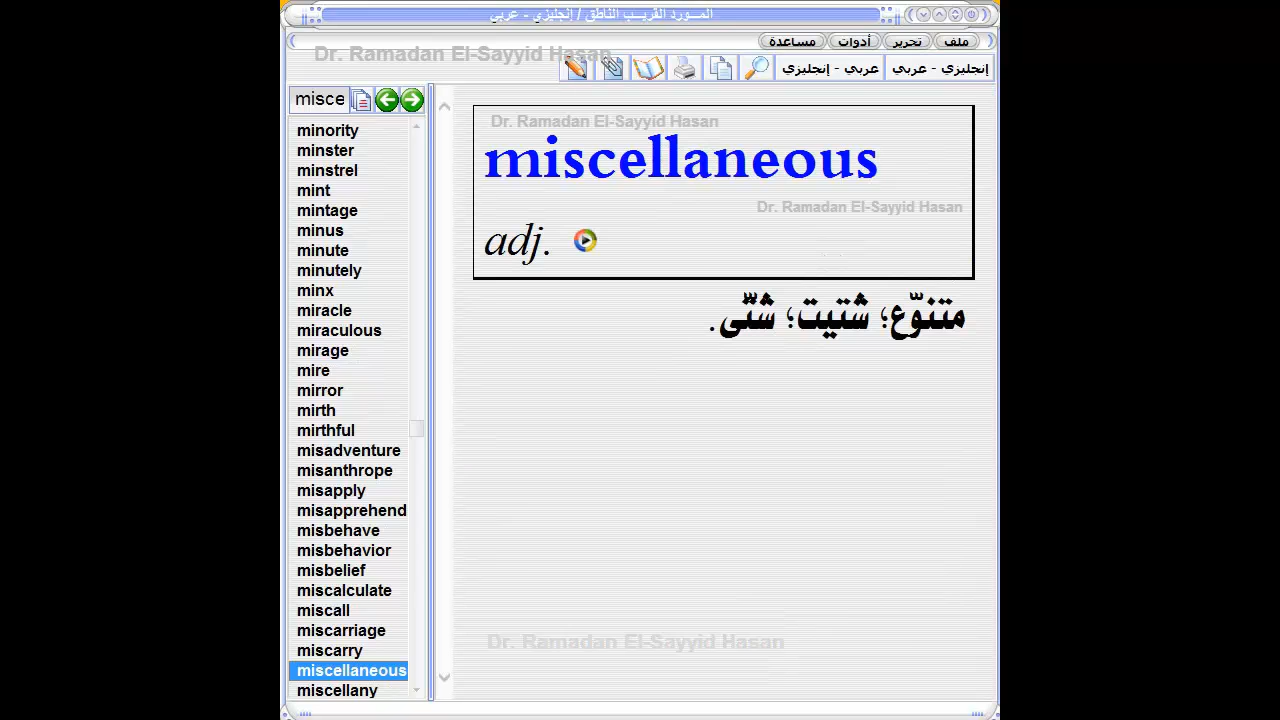 المـــورد القريـــب الناطق / إنجليزي - عربي
ملف تحرير أدوات مساعدة
Dr. Ramadan El-Sayyid Hasan
إنجليزي - عربي عربي - إنجليزي
misce
minority
minster
minstrel
mint
mintage
minus
minute
minutely
minx
miracle
miraculous
mirage
mire
mirror
mirth
mirthful
misadventure
misanthrope
misapply
misapprehend
misbehave
misbehavior
misbelief
miscalculate
miscall
miscarriage
miscarry
miscellaneous
miscellany
Dr. Ramadan El-Sayyid Hasan
miscellaneous
Dr. Ramadan El-Sayyid Hasan
adj.
متنوّع؛ شتيت؛ شتّى.
Dr. Ramadan El-Sayyid Hasan